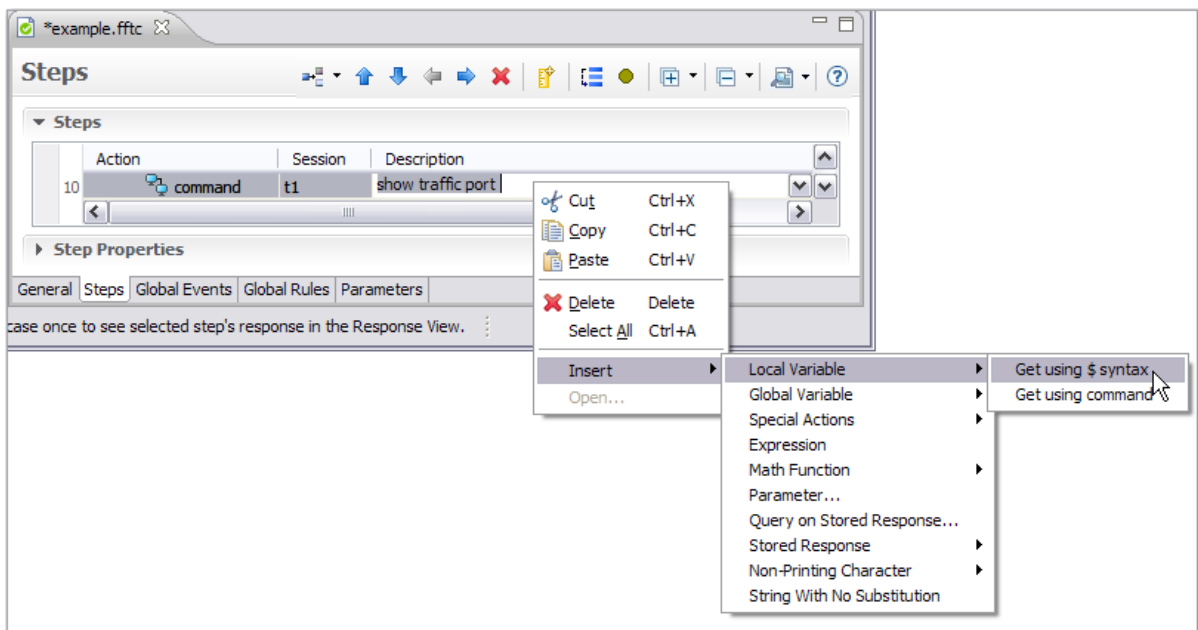 *example.fftc
Steps
Steps
Action Session Description
10 command t1 show traffic port
Step Properties
General Steps Global Events Global Rules Parameters
case once to see selected step's response in the Response View.
Cut Ctrl+X
Copy Ctrl+C
Paste Ctrl+V
Delete Delete
Select All Ctrl+A
Insert
Open...
Local Variable
Global Variable
Special Actions
Expression
Math Function
Parameter...
Query on Stored Response...
Stored Response
Non-Printing Character
String With No Substitution
Get using $ syntax
Get using command